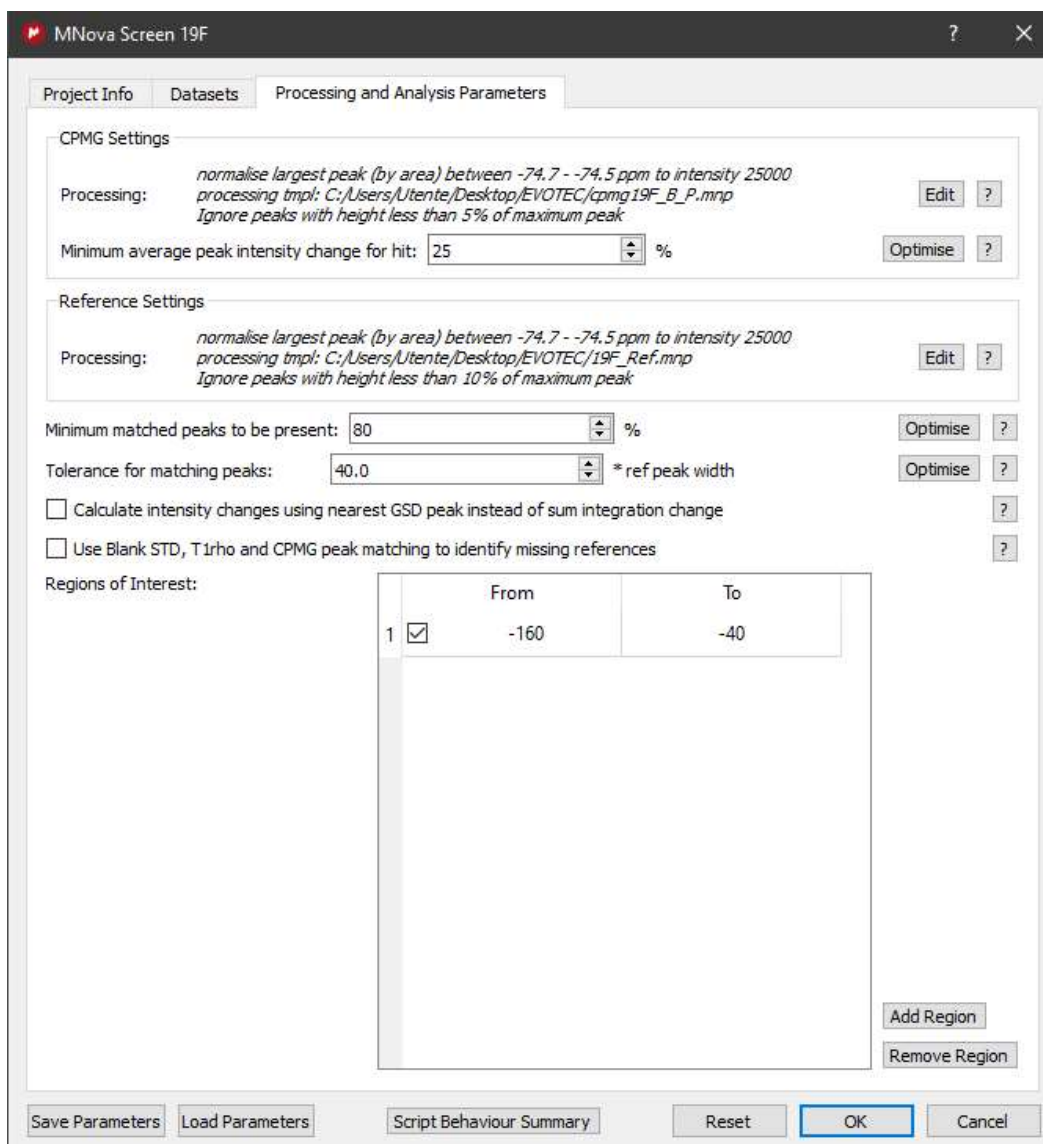 MNova Screen 19F ? ×
Project Info Datasets Processing and Analysis Parameters
CPMG Settings
normalise largest peak (by area) between -74.7 - -74.5 ppm to intensity 25000
Processing: processing tmpl: C:/Users/Utente/Desktop/EVOTEC/cpmg19F_B_P.mnp Edit ?
Ignore peaks with height less than 5% of maximum peak
Minimum average peak intensity change for hit: 25 % Optimise ?
Reference Settings
normalise largest peak (by area) between -74.7 - -74.5 ppm to intensity 25000
Processing: processing tmpl: C:/Users/Utente/Desktop/EVOTEC/19F_Ref.mnp Edit ?
Ignore peaks with height less than 10% of maximum peak
Minimum matched peaks to be present: 80 % Optimise ?
Tolerance for matching peaks: 40.0 * ref peak width Optimise ?
Calculate intensity changes using nearest GSD peak instead of sum integration change ?
Use Blank STD, T1rho and CPMG peak matching to identify missing references ?
Regions of Interest:
From To
1 -160 -40
Add Region
Remove Region
Save Parameters Load Parameters Script Behaviour Summary Reset OK Cancel